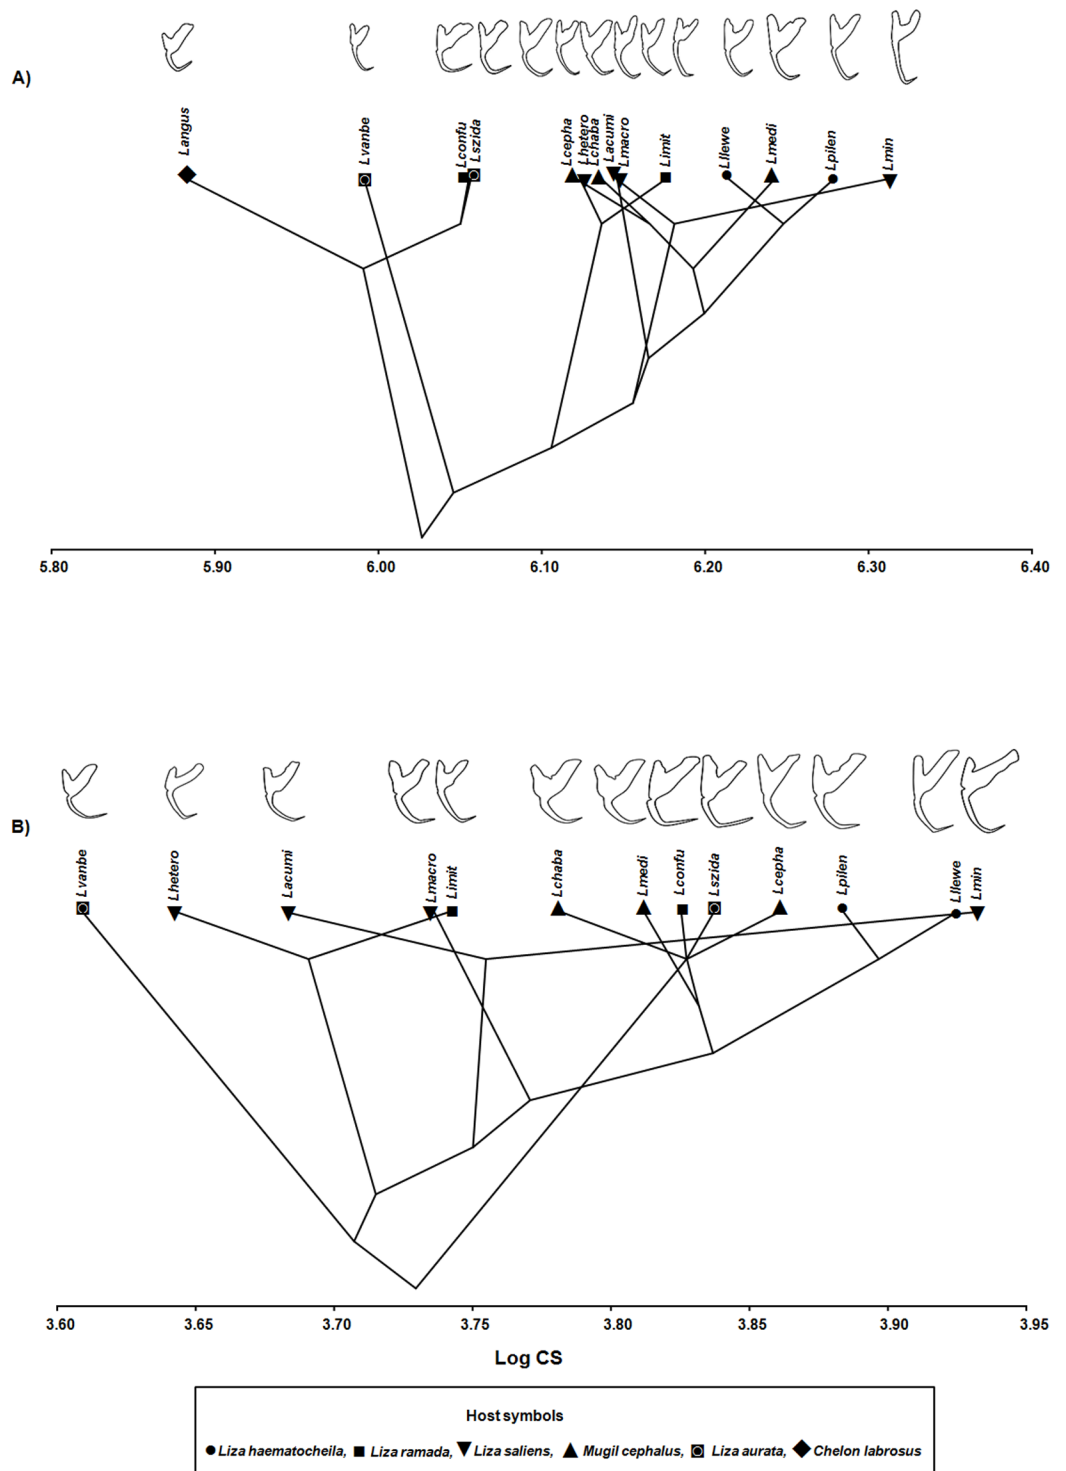 A)
Langus
Lvanbe
Lconfu
Lszida
Lcepha
Lhetero
Lchaba
Lacumi
Lmacro
Limit
Lllewe
Lmedi
Lpilen
Lmin
5.80 5.90 6.00 6.10 6.20 6.30 6.40
B)
Lvanbe
Lhetero
Lacumi
Lmacro
Limit
Lchaba
Lmedi
Lconfu
Lszida
Lcepha
Lpilen
Lllewe
Lmin
3.60 3.65 3.70 3.75 3.80 3.85 3.90 3.95
Log CS
Host symbols
Liza haematocheila, Liza ramada, Liza saliens, Mugil cephalus, Liza aurata, Chelon labrosus